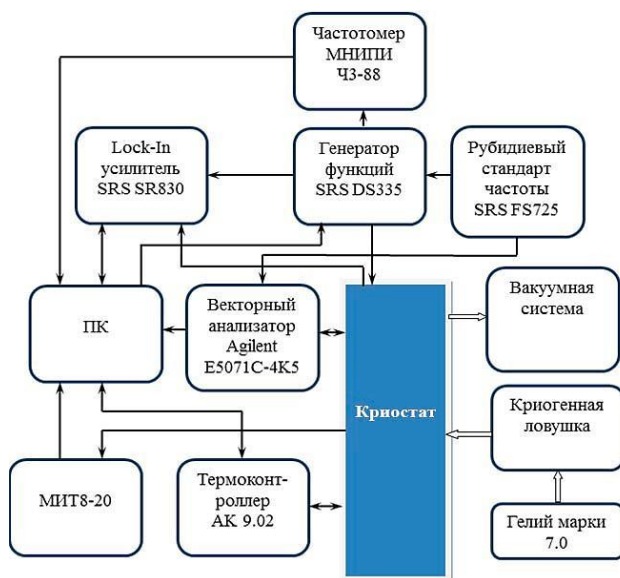 Частотомер
МНИПИ
Ч3-88
Lock-In
усилитель
SRS SR830
Генератор
функций
SRS DS335
Рубидиевый
стандарт
частоты
SRS FS725
ПК
Векторный
анализатор
Agilent
E5071C-4K5
Криостат
Вакуумная
система
Криогенная
ловушка
МИТ8-20
Термоконт-
роллер
АК 9.02
Гелий марки
7.0